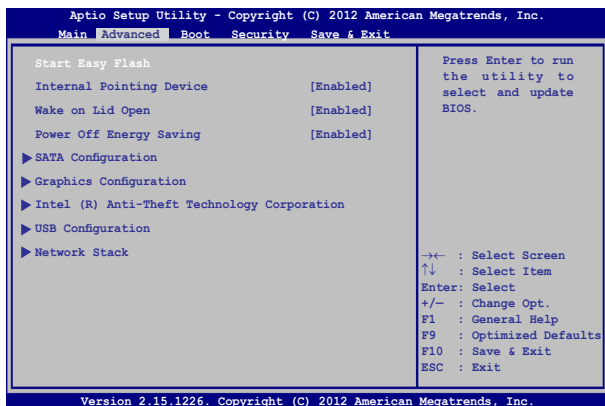 Aptio Setup Utility - Copyright (C) 2012 American Megatrends, Inc.
Main Advanced Boot Security Save & Exit
Start Easy Flash
Internal Pointing Device [Enabled]
Wake on Lid Open [Enabled]
Power Off Energy Saving [Enabled]
SATA Configuration
Graphics Configuration
Intel (R) Anti-Theft Technology Corporation
USB Configuration
Network Stack
Press Enter to run
the utility to
select and update
BIOS.
→← : Select Screen
↑↓ : Select Item
Enter: Select
+/— : Change Opt.
F1 : General Help
F9 : Optimized Defaults
F10 : Save & Exit
ESC : Exit
Version 2.15.1226. Copyright (C) 2012 American Megatrends, Inc.